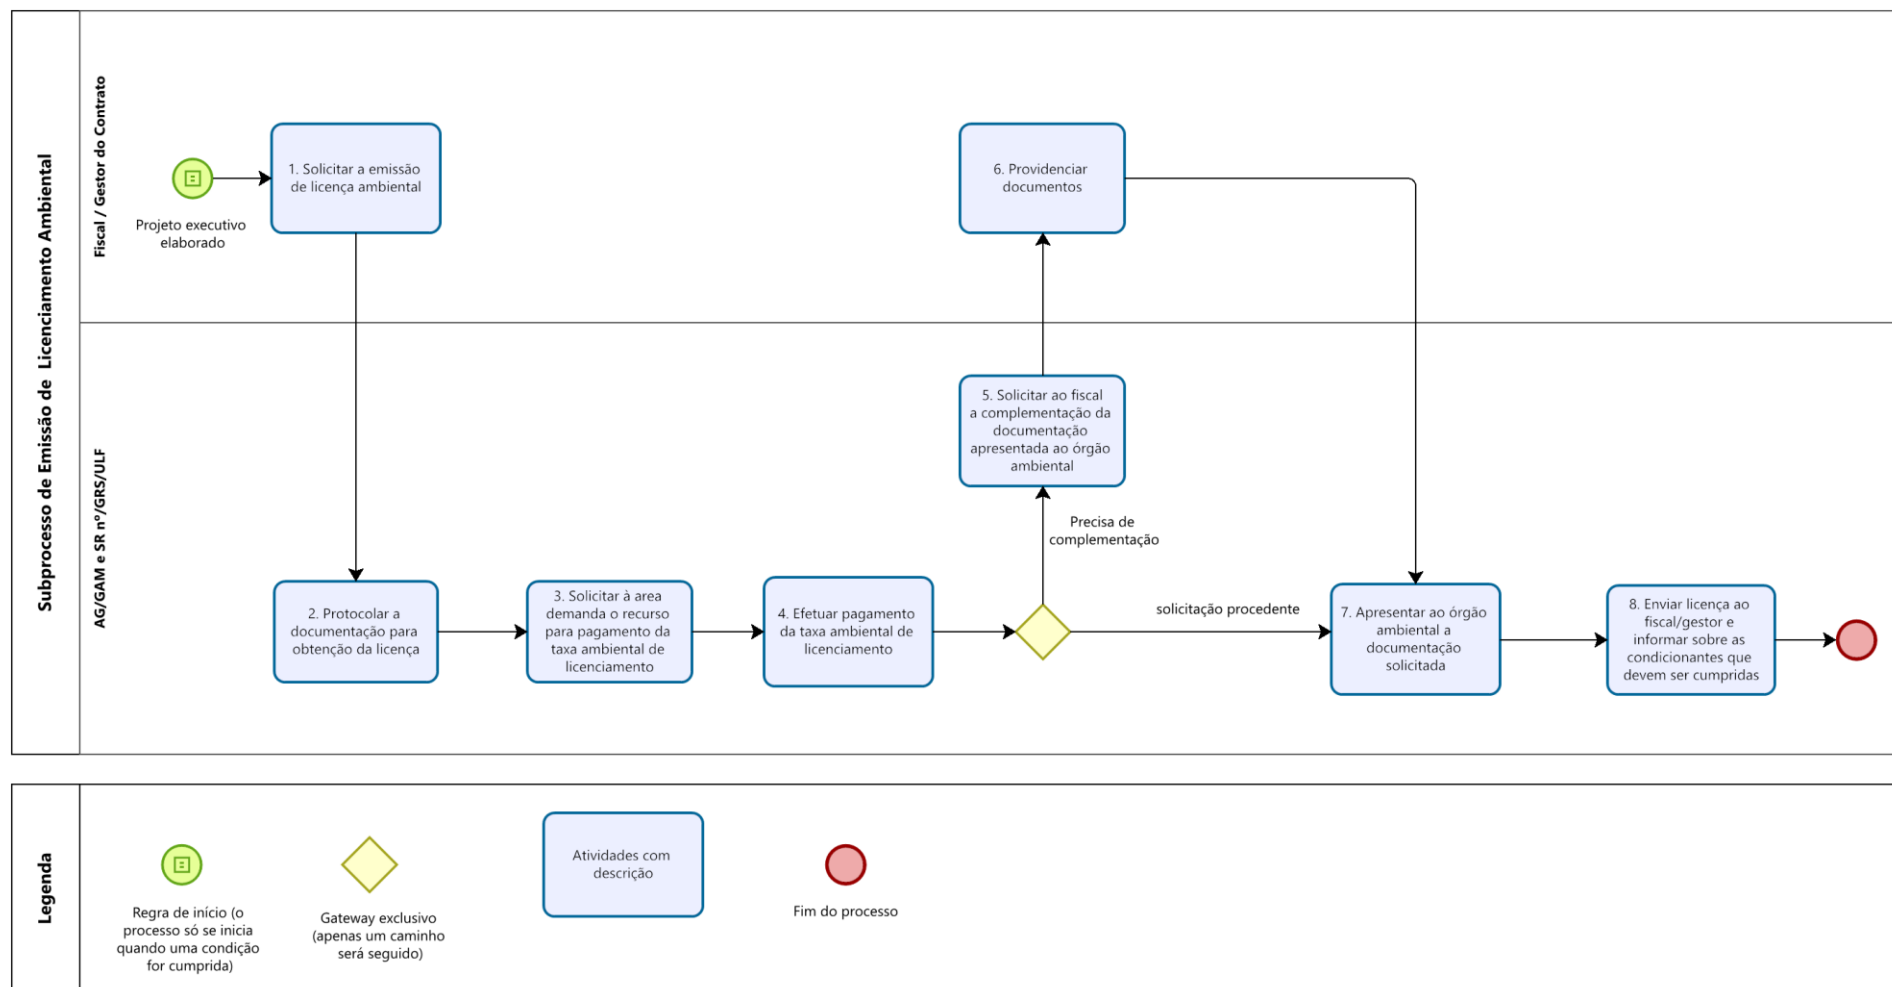 Subprocesso de Emissão de  Licenciamento Ambiental
Fiscal / Gestor do Contrato
Projeto executivo
elaborado
1. Solicitar a emissão
de licença ambiental
6. Providenciar
documentos
AG/GAM e SR nº/GRS/ULF
2. Protocolar a
documentação para
obtenção da licença
3. Solicitar à area
demanda o recurso
para pagamento da
taxa ambiental de
licenciamento
4. Efetuar pagamento
da taxa ambiental de
licenciamento
5. Solicitar ao fiscal
a complementação da
documentação
apresentada ao órgão
ambiental
Precisa de
complementação
solicitação procedente
7. Apresentar ao órgão
ambiental a
documentação
solicitada
8. Enviar licença ao
fiscal/gestor e
informar sobre as
condicionantes que
devem ser cumpridas
Legenda
Regra de início (o
processo só se inicia
quando uma condição
for cumprida)
Gateway exclusivo
(apenas um caminho
será seguido)
Atividades com
descrição
Fim do processo